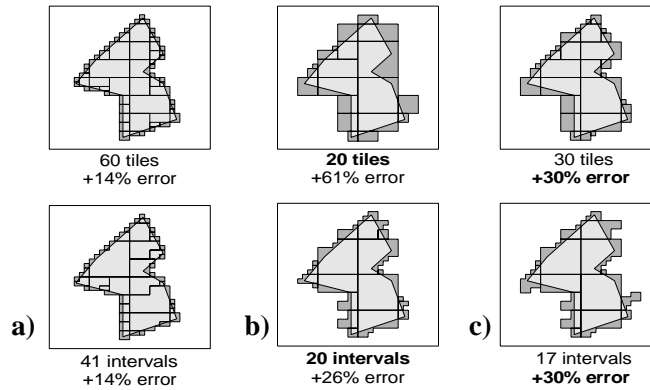 60 tiles
+14% error
20 tiles
+61% error
30 tiles
+30% error
a)
b)
c)
41 intervals
+14% error
20 intervals
+26% error
17 intervals
+30% error